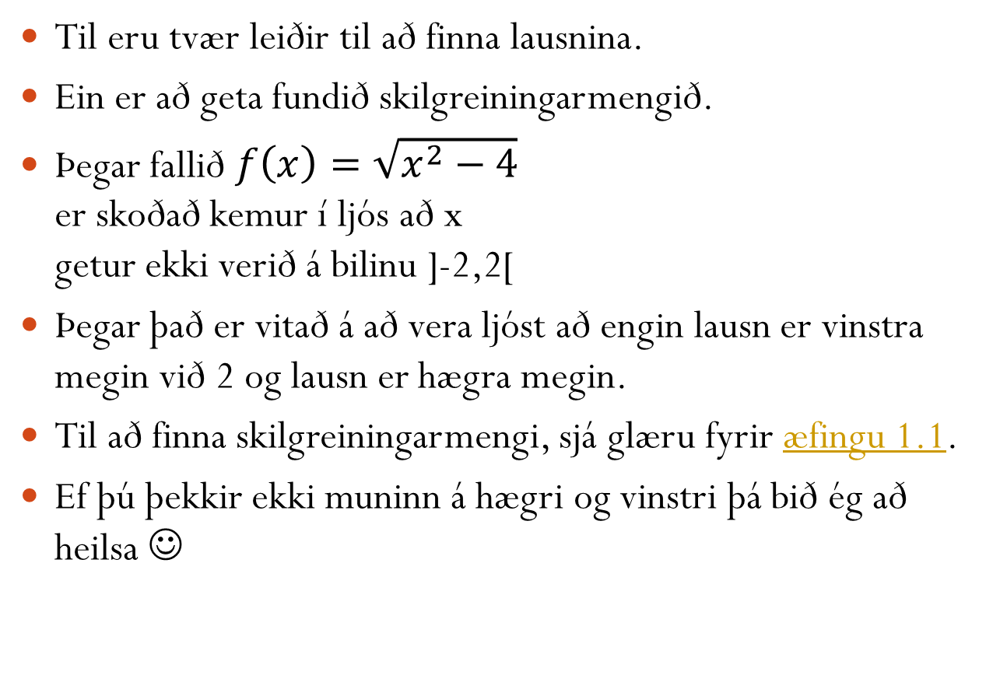 • Til eru tvær leiðir til að finna lausnina.
• Ein er að geta fundið skilgreiningarmengið.
• Þegar fallið f(x) = √(x² − 4)
er skoðað kemur í ljós að x
getur ekki verið á bilinu ]-2,2[
• Þegar það er vitað á að vera ljóst að engin lausn er vinstra
megin við 2 og lausn er hægra megin.
• Til að finna skilgreiningarmengi, sjá glæru fyrir æfingu 1.1.
• Ef þú þekkir ekki muninn á hægri og vinstri þá bið ég að
heilsa ☺